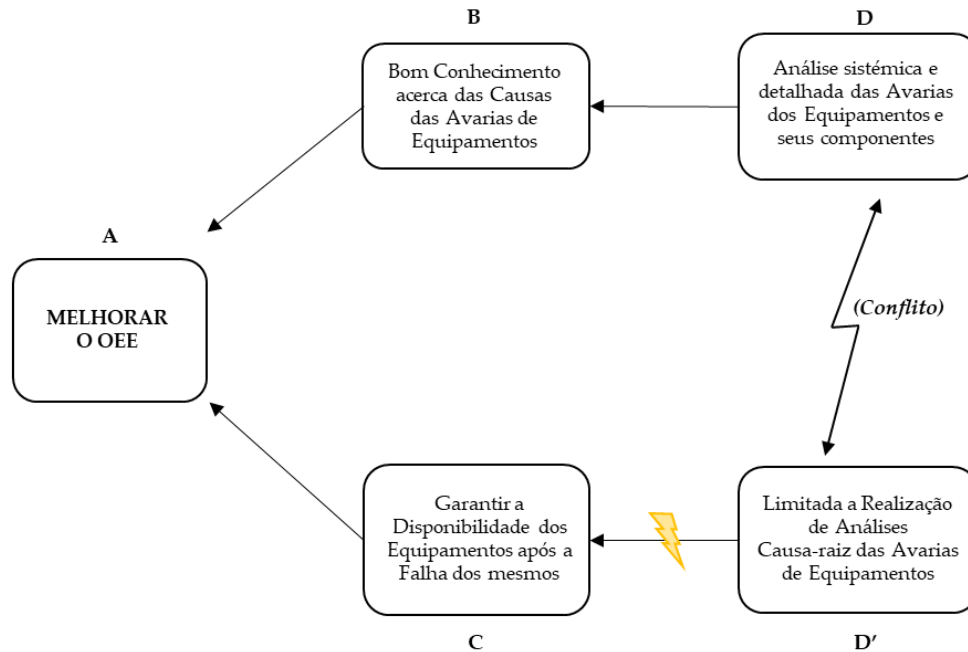 B
Bom Conhecimento
acerca das Causas
das Avarias de
Equipamentos
D
Análise sistémica e
detalhada das Avarias
dos Equipamentos e
seus componentes
A
MELHORAR
O OEE
(Conflito)
Garantir a
Disponibilidade dos
Equipamentos após a
Falha dos mesmos
C
Limitada a Realização
de Análises
Causa-raiz das Avarias
de Equipamentos
D’